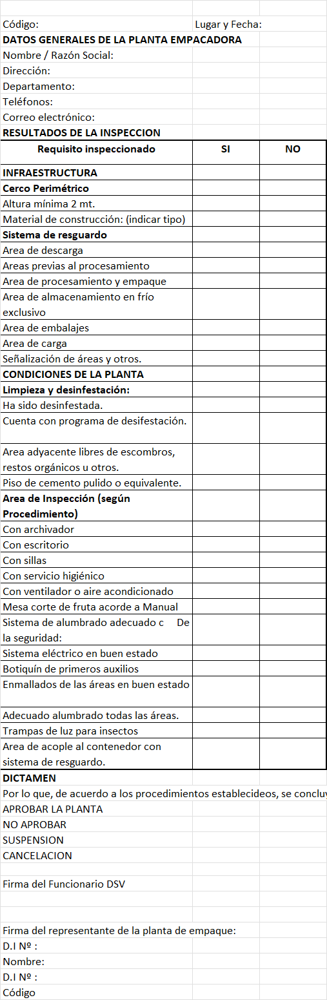 Código: Lugar y Fecha:
DATOS GENERALES DE LA PLANTA EMPACADORA
Nombre / Razón Social:
Dirección:
Departamento:
Teléfonos:
Correo electrónico:
RESULTADOS DE LA INSPECCION
Requisito inspeccionado SI NO
INFRAESTRUCTURA
Cerco Perimétrico
Altura mínima 2 mt.
Material de construcción: (indicar tipo)
Sistema de resguardo
Area de descarga
Areas previas al procesamiento
Area de procesamiento y empaque
Area de almacenamiento en frío
exclusivo
Area de embalajes
Area de carga
Señalización de áreas y otros.
CONDICIONES DE LA PLANTA
Limpieza y desinfestación:
Ha sido desinfestada.
Cuenta con programa de desifestación.
Area adyacente libres de escombros,
restos orgánicos u otros.
Piso de cemento pulido o equivalente.
Area de Inspección (según
Procedimiento)
Con archivador
Con escritorio
Con sillas
Con servicio higiénico
Con ventilador o aire acondicionado
Mesa corte de fruta acorde a Manual
Sistema de alumbrado adecuado c De
la seguridad:
Sistema eléctrico en buen estado
Botiquín de primeros auxilios
Enmallados de las áreas en buen estado
Adecuado alumbrado todas las áreas.
Trampas de luz para insectos
Area de acople al contenedor con
sistema de resguardo.
DICTAMEN
Por lo que, de acuerdo a los procedimientos establecideos, se concluy
APROBAR LA PLANTA
NO APROBAR
SUSPENSION
CANCELACION
Firma del Funcionario DSV
Firma del representante de la planta de empaque:
D.I Nº :
Nombre:
D.I Nº :
Código